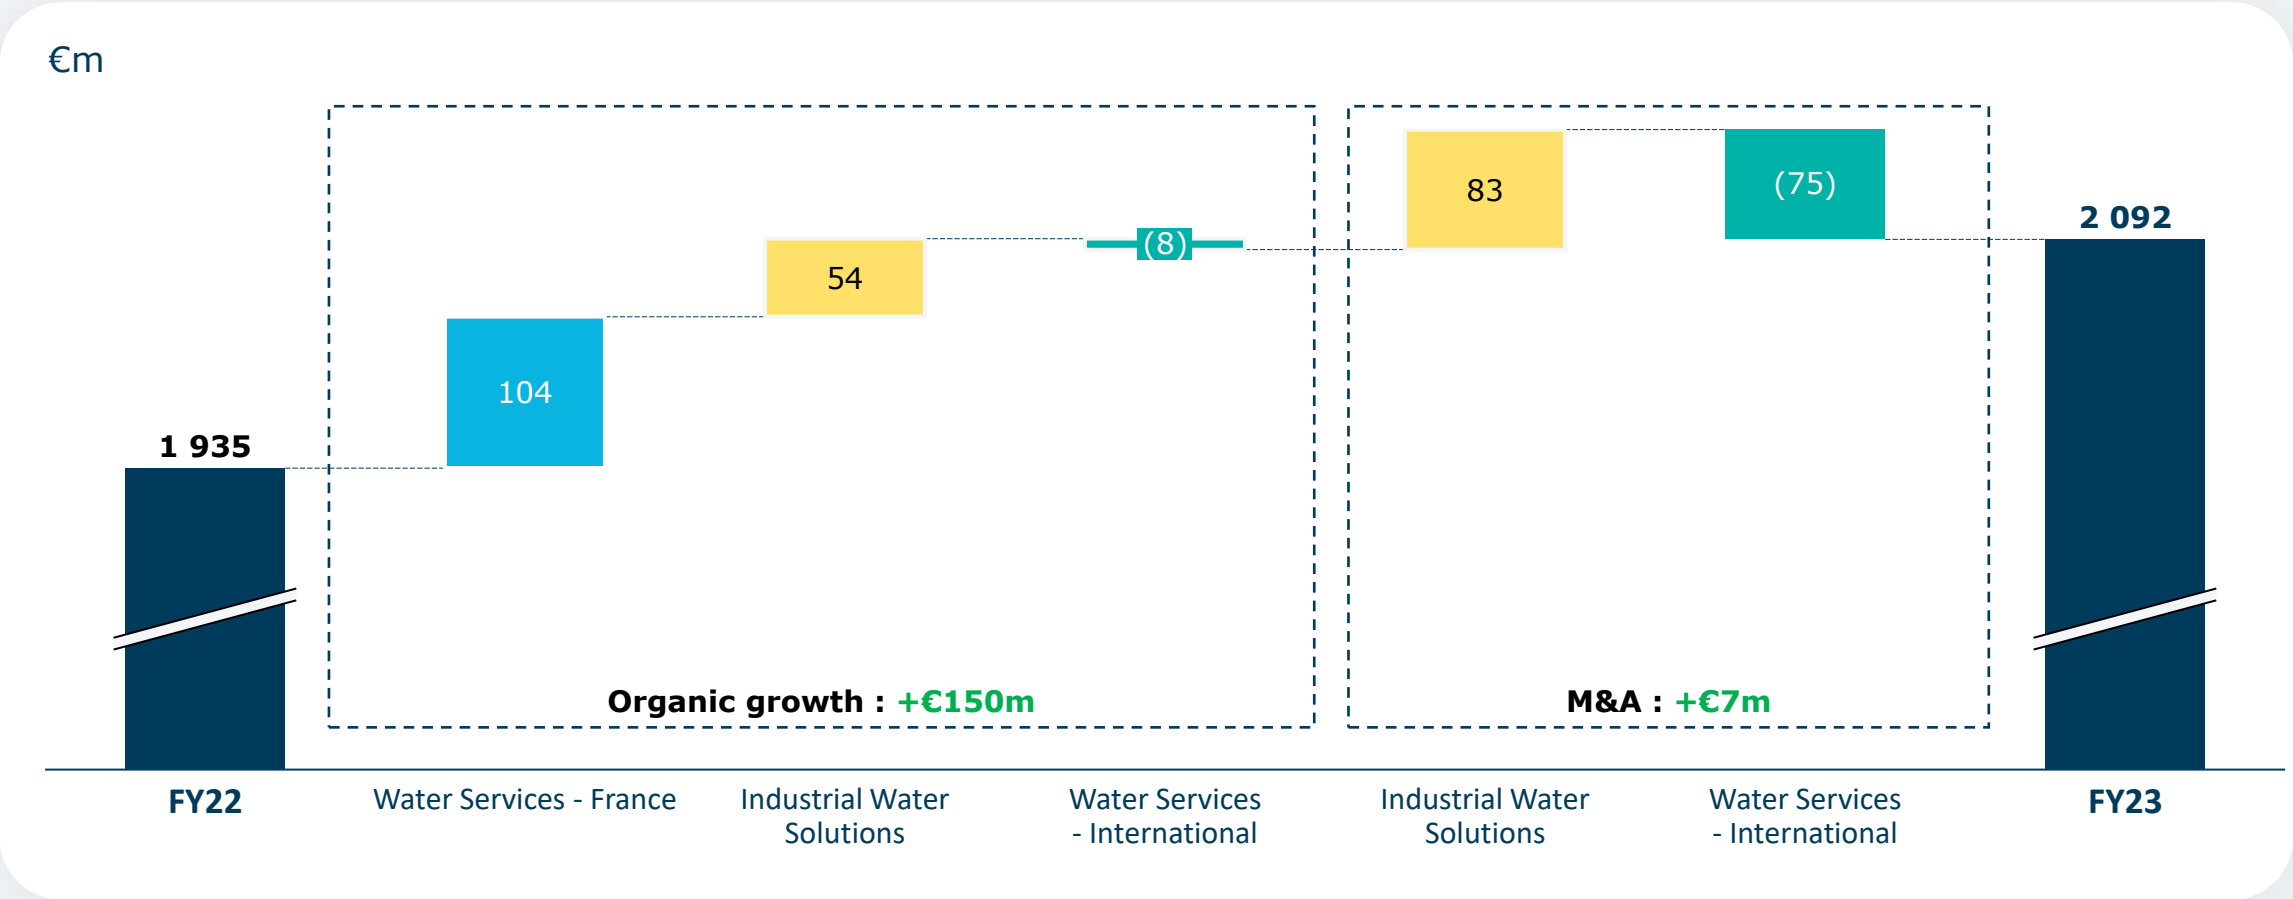 €m
1 935
104
54
(8)
83
(75)
2 092
Organic growth : +€150m
M&A : +€7m
FY22
Water Services - France
Industrial Water
Solutions
Water Services
- International
Industrial Water
Solutions
Water Services
- International
FY23